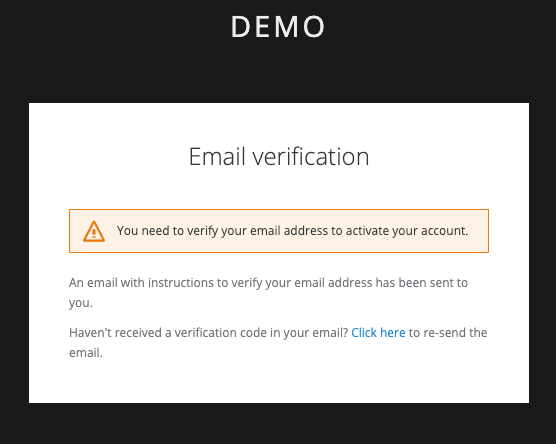 DEMO
Email verification
You need to verify your email address to activate your account.
An email with instructions to verify your email address has been sent to
you.
Haven't received a verification code in your email? Click here to re-send the
email.